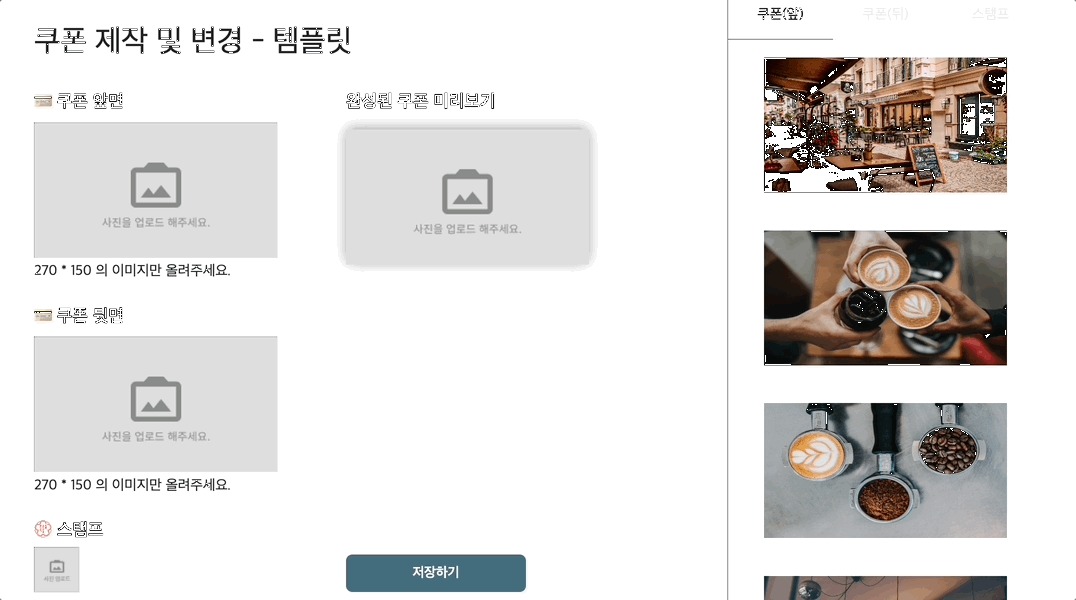 쿠폰 제작 및 변경 - 템플릿
쿠폰 앞면
사진을 업로드 해주세요.
270 * 150 의 이미지만 올려주세요.
쿠폰 뒷면
사진을 업로드 해주세요.
270 * 150 의 이미지만 올려주세요.
스탬프
사진 업로드
완성된 쿠폰 미리보기
사진을 업로드 해주세요.
저장하기
쿠폰(앞) 쿠폰(뒤) 스탬프